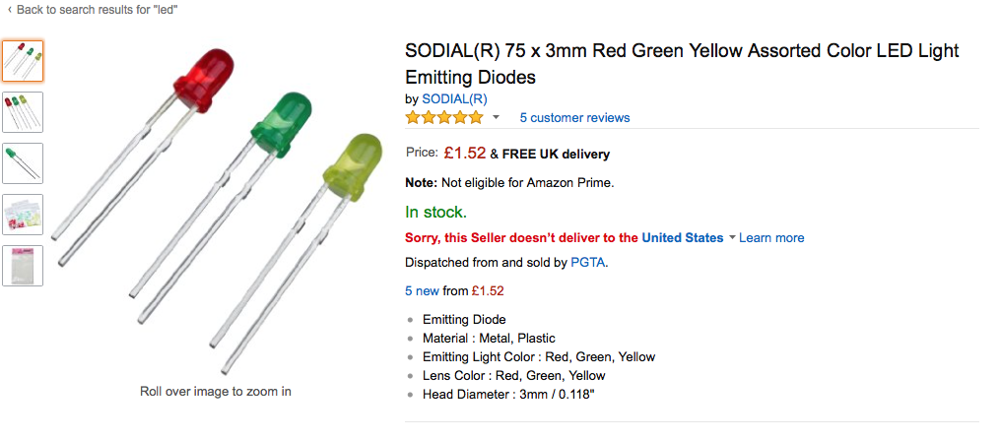 ‹ Back to search results for "led"
SODIAL(R) 75 x 3mm Red Green Yellow Assorted Color LED Light
Emitting Diodes
by SODIAL(R)
5 customer reviews
Price: £1.52 & FREE UK delivery
Note: Not eligible for Amazon Prime.
In stock.
Sorry, this Seller doesn’t deliver to the United States Learn more
Dispatched from and sold by PGTA.
5 new from £1.52
• Emitting Diode
• Material : Metal, Plastic
• Emitting Light Color : Red, Green, Yellow
• Lens Color : Red, Green, Yellow
• Head Diameter : 3mm / 0.118"
Roll over image to zoom in